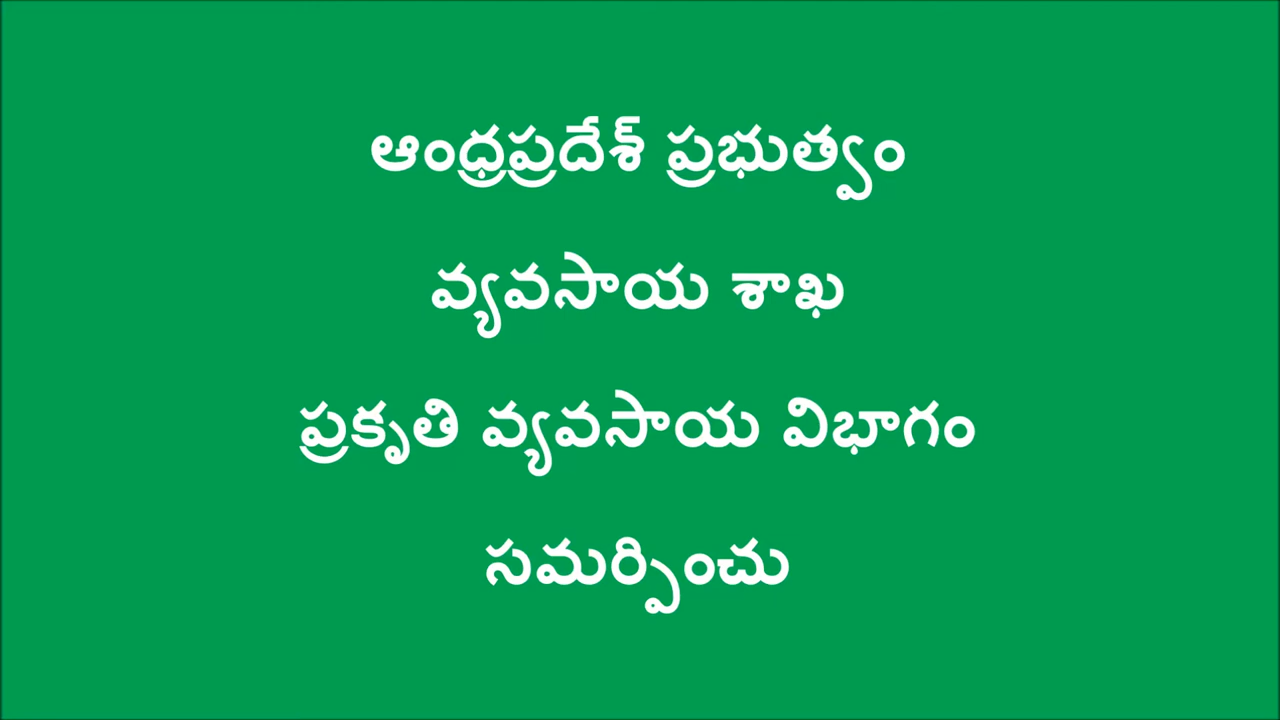 ఆంధ్రప్రదేశ్ ప్రభుత్వం
వ్యవసాయ శాఖ
ప్రకృతి వ్యవసాయ విభాగం
సమర్పించు